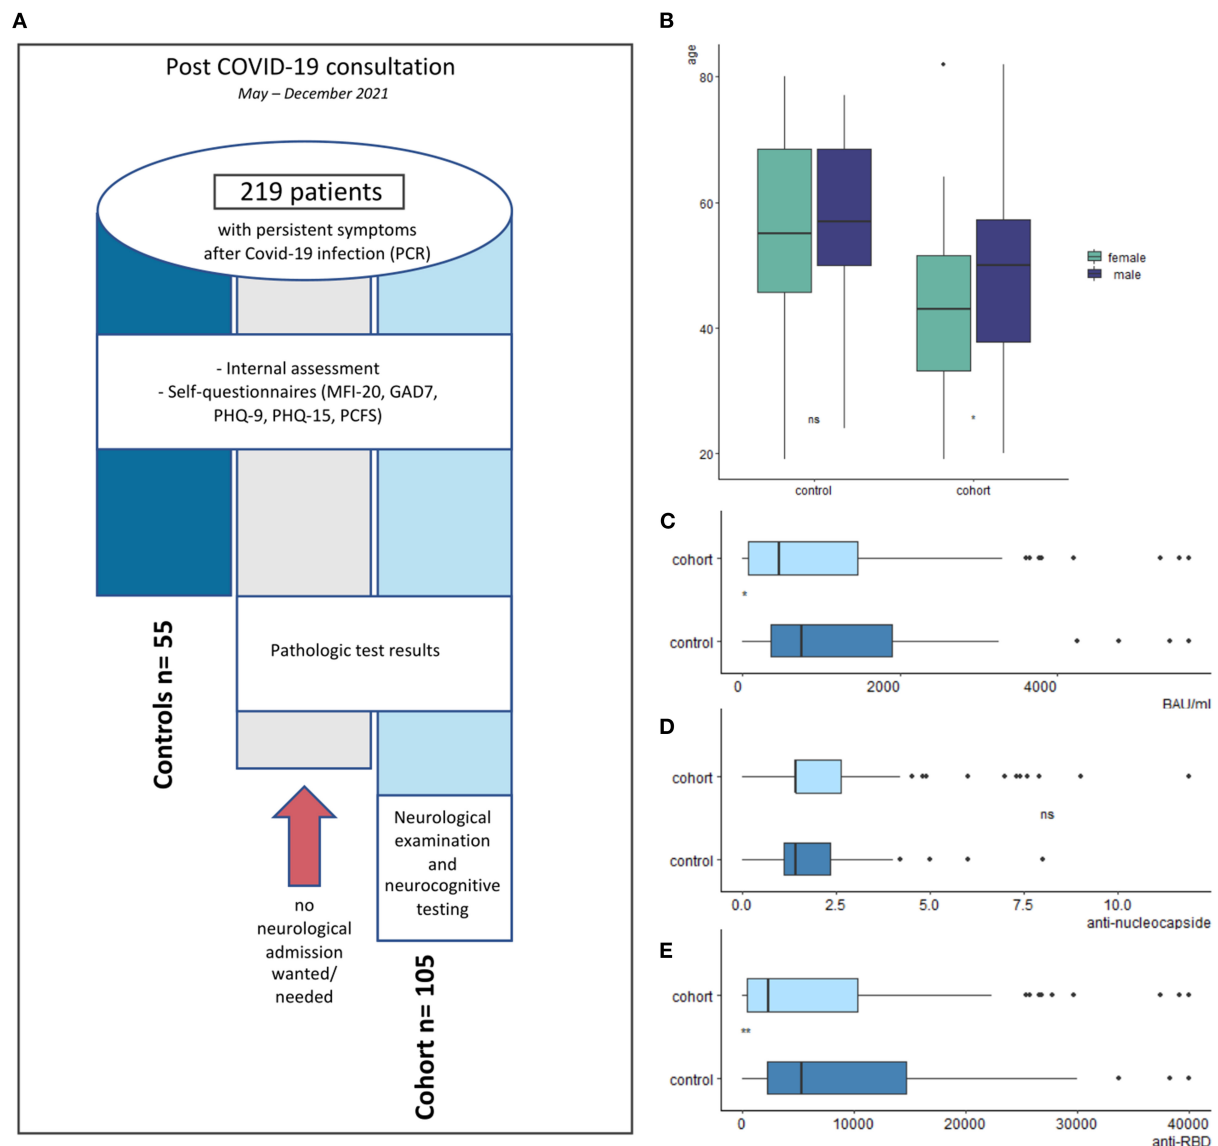 A
Post COVID-19 consultation
May – December 2021
219 patients
with persistent symptoms
after Covid-19 infection (PCR)
- Internal assessment
- Self-questionnaires (MFI-20, GAD7,
PHQ-9, PHQ-15, PCFS)
Controls n= 55
Pathologic test results
no
neurological
admission
wanted/
needed
Neurological
examination
and
neurocognitive
testing
Cohort n= 105
B
age
80
60
40
20
ns
*
control
cohort
female
male
C
cohort
*
control
0
2000
4000
BAU/ml
D
cohort
ns
control
0.0
2.5
5.0
7.5
10.0
anti-nucleocapside
E
cohort
**
control
0
10000
20000
30000
40000
anti-RBD